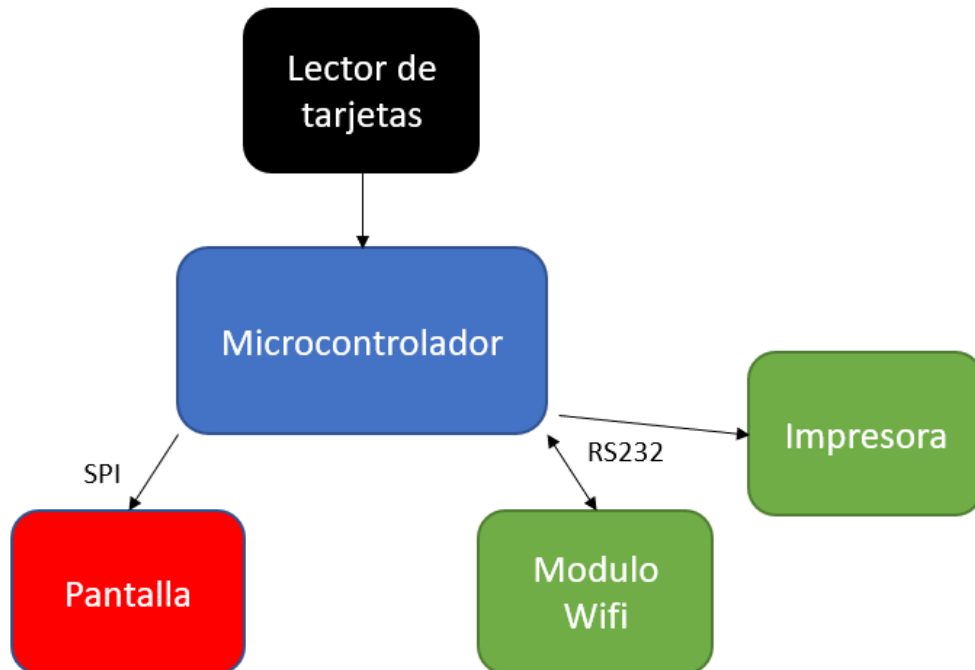 Lector de
tarjetas
Microcontrolador
Impresora
RS232
SPI
Pantalla
Modulo
Wifi